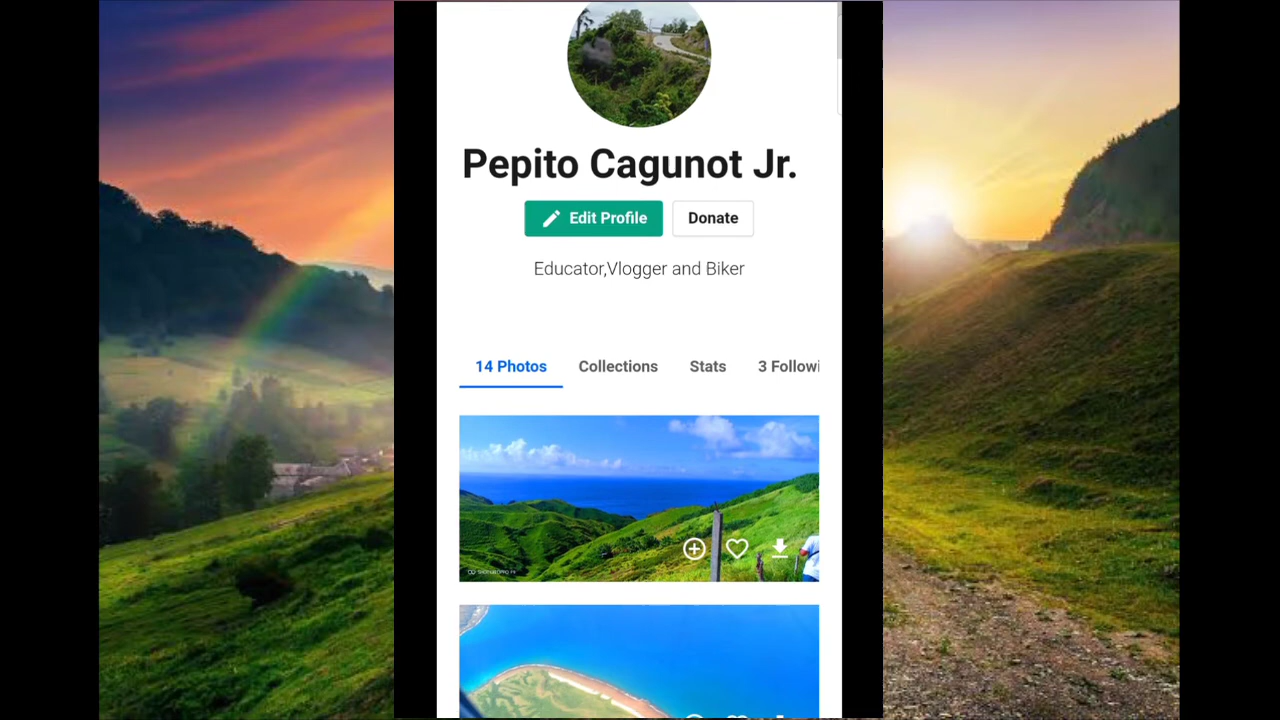 Pepito Cagunot Jr.
Edit Profile
Donate
Educator,Vlogger and Biker
14 Photos
Collections
Stats
3 Followi